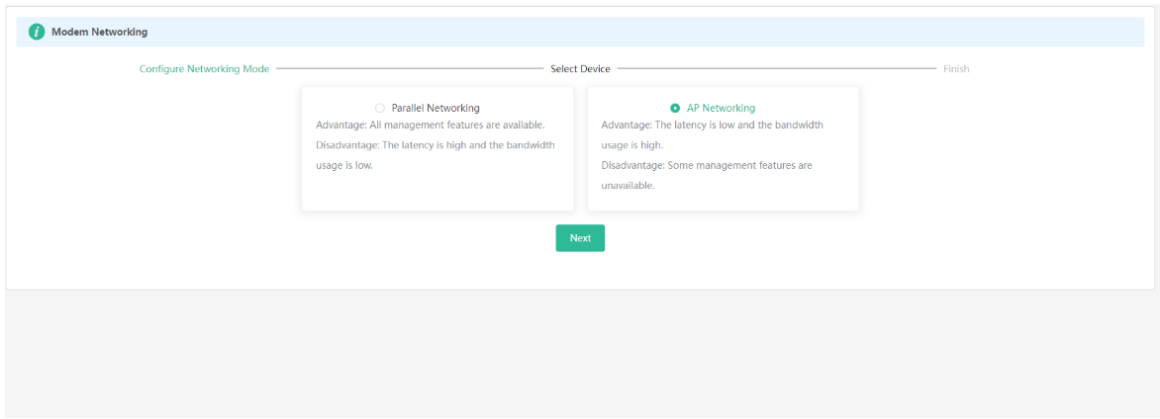 Modem Networking
Configure Networking Mode
Select Device
Finish
Parallel Networking
Advantage: All management features are available.
Disadvantage: The latency is high and the bandwidth
usage is low.
AP Networking
Advantage: The latency is low and the bandwidth
usage is high.
Disadvantage: Some management features are
unavailable.
Next